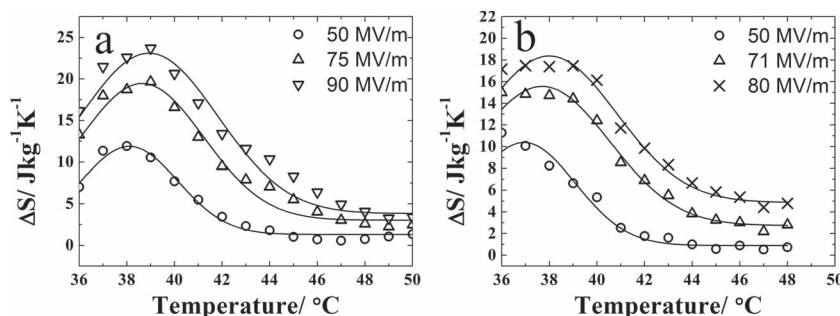 a
50 MV/m
75 MV/m
90 MV/m
25
20
15
10
5
0
ΔS/ Jkg⁻¹K⁻¹
36 38 40 42 44 46 48 50
Temperature/ °C
b
50 MV/m
71 MV/m
80 MV/m
22
20
18
16
14
12
10
8
6
4
2
0
ΔS/ Jkg⁻¹K⁻¹
36 38 40 42 44 46 48 50
Temperature/ °C